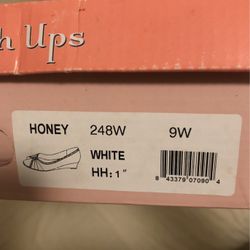 h Ups
HONEY 248W 9W
WHITE
HH: 1"
8 43379 07090 4